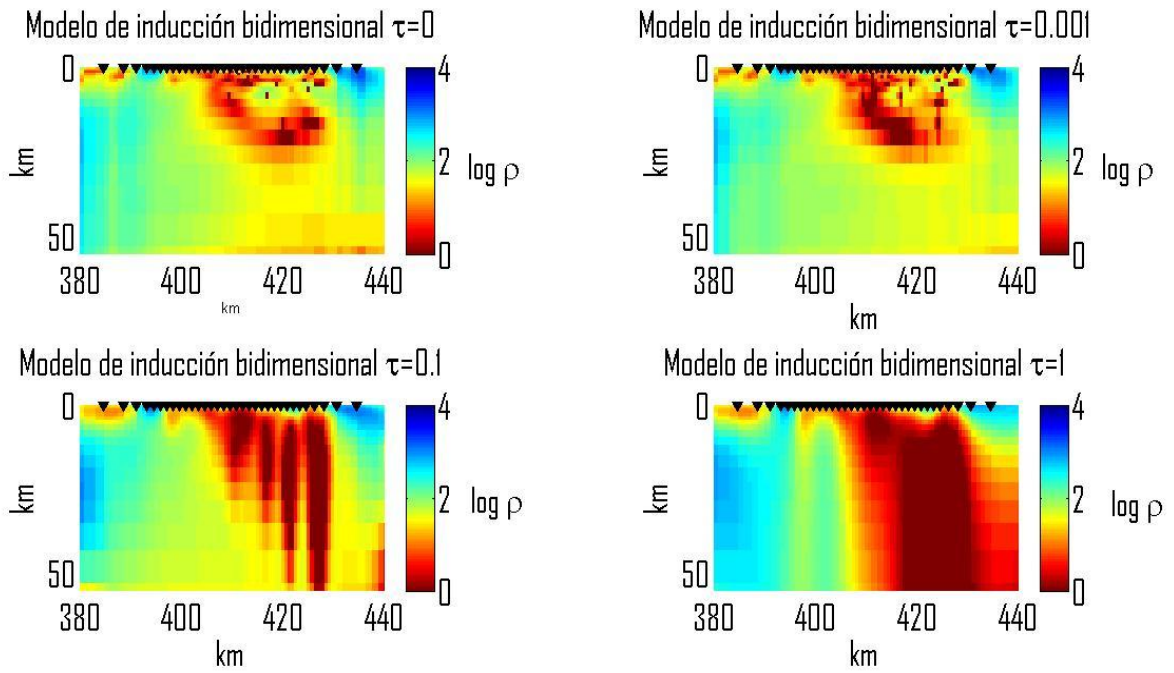 Modelo de inducción bidimensional τ=0
0
50
km
380
400
420
440
km
4
2
0
log ρ
Modelo de inducción bidimensional τ=0.001
0
50
km
380
400
420
440
km
4
2
0
log ρ
Modelo de inducción bidimensional τ=0.1
0
50
km
380
400
420
440
km
4
2
0
log ρ
Modelo de inducción bidimensional τ=1
0
50
km
380
400
420
440
km
4
2
0
log ρ